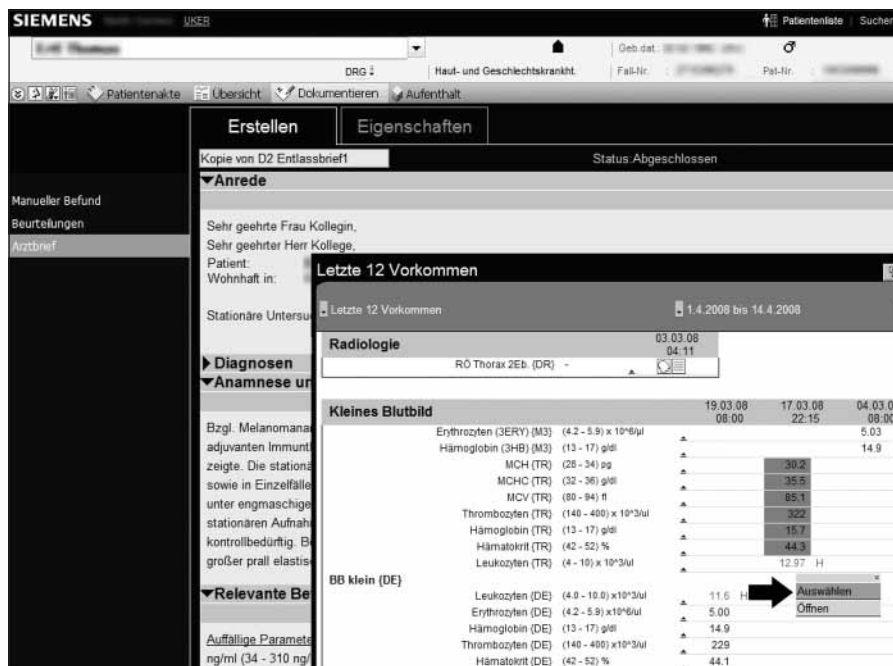 SIEMENS UKER Patientenliste Suchen
Geb.dat.:
DRG Haut- und Geschlechtskrankht. Fall-Nr. : Pat-Nr. :
Patientenakte Übersicht Dokumentieren Aufenthalt
Erstellen Eigenschaften
Kopie von D2 Entlassbrief1 Status:Abgeschlossen
Anrede
Manueller Befund
Beurteilungen
Arztbrief
Sehr geehrte Frau Kollegin,
Sehr geehrter Herr Kollege,
Patient:
Wohnhaft in:
Stationäre Untersu
Diagnosen
Anamnese un
Bzgl. Melanomana
adjuvanten Immunt
zeigte. Die stationä
sowie in Einzelfälle
unter engmaschige
stationären Aufnah
kontrollbedürftig. B
großer prall elastis
Relevante Be
Auffällige Paramete
ng/ml (34 - 310 ng/
Letzte 12 Vorkommen
Letzte 12 Vorkommen 1.4.2008 bis 14.4.2008
Radiologie 03.03.08
04:11
RÖ Thorax 2Eb. {DR} -
Kleines Blutbild 19.03.08 17.03.08 04.03.0
08:00 22:15 08:00
Erythrozyten (3ERY) {M3} (4.2 - 5.9) x 10^6/µl 5.03
Hämoglobin (3HB) {M3} (13 - 17) g/dl 14.9
MCH {TR} (28 - 34) pg 30.2
MCHC {TR} (32 - 36) g/dl 35.5
MCV {TR} (80 - 94) fl 85.1
Thrombozyten {TR} (140 - 400) x 10^3/ul 322
Hämoglobin {TR} (13 - 17) g/dl 15.7
Hämatokrit {TR} (42 - 52) % 44.3
Leukozyten {TR} (4 - 10) x 10^3/ul 12.97 H
BB klein {DE}
Leukozyten {DE} (4.0 - 10.0) x10^3/ul 11.6 H Auswählen
Erythrozyten {DE} (4.2 - 5.9) x10^6/ul 5.00 Öffnen
Hämoglobin {DE} (13 - 17) g/dl 14.9
Thrombozyten {DE} (140 - 400) x10^3/ul 229
Hämatokrit {DE} (42 - 52) % 44.1